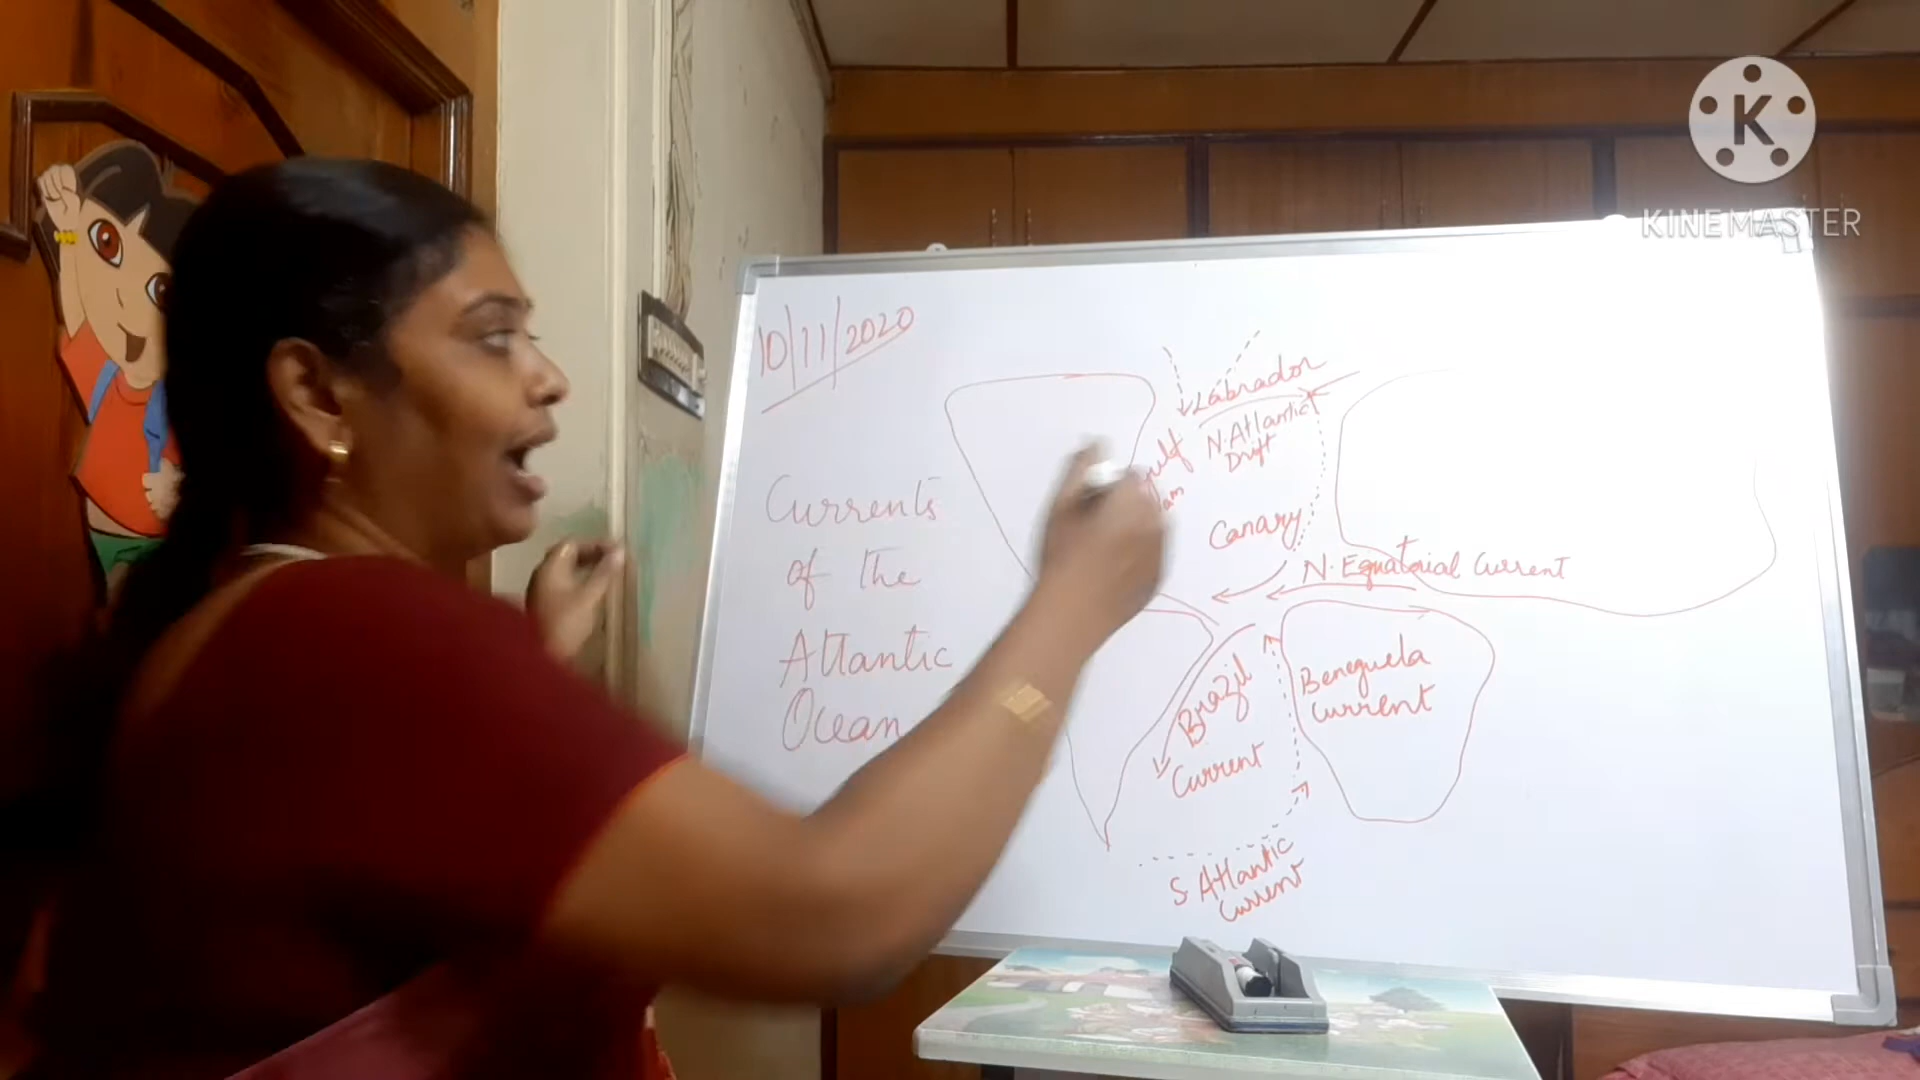 K
KINEMASTER
10/11/2020
Currents
of the
Atlantic
Ocean
Labrador
N. Atlantic
Drift
Canary
N. Equatorial Current
Brazil
Current
Beneguela
Current
S. Atlantic
Current